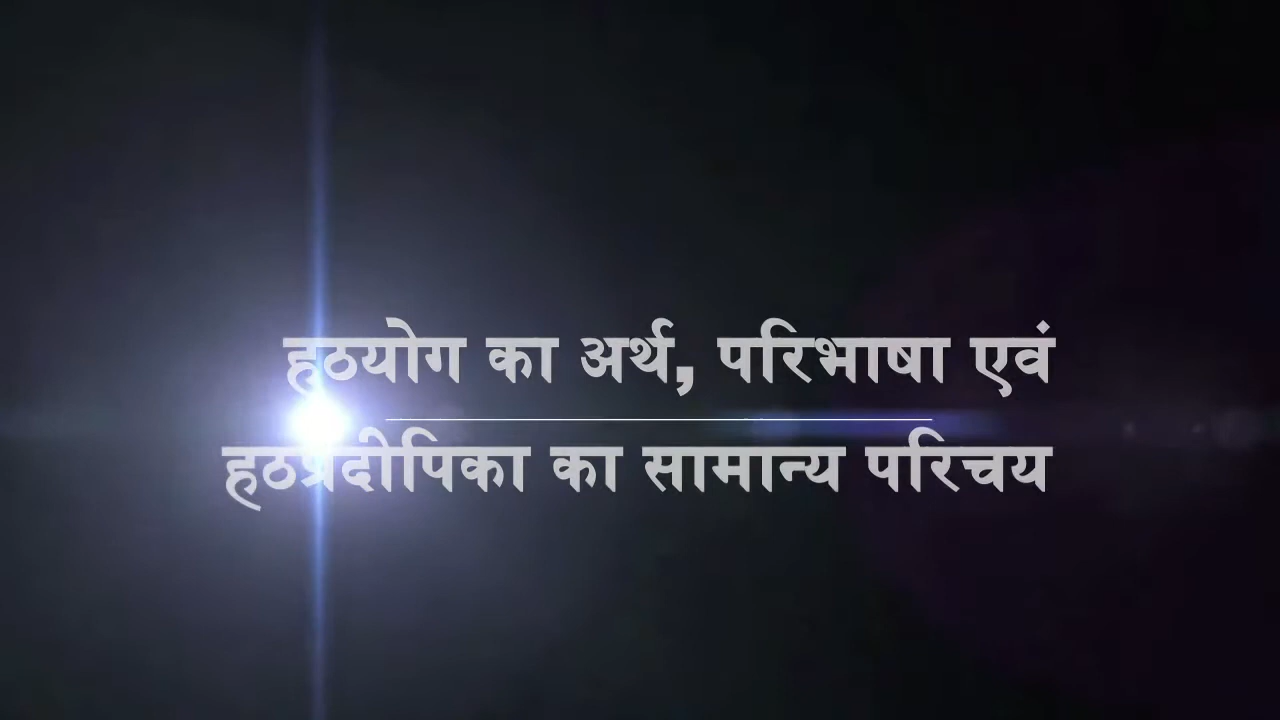 हठयोग का अर्थ, परिभाषा एवं
हठप्रदीपिका का सामान्य परिचय